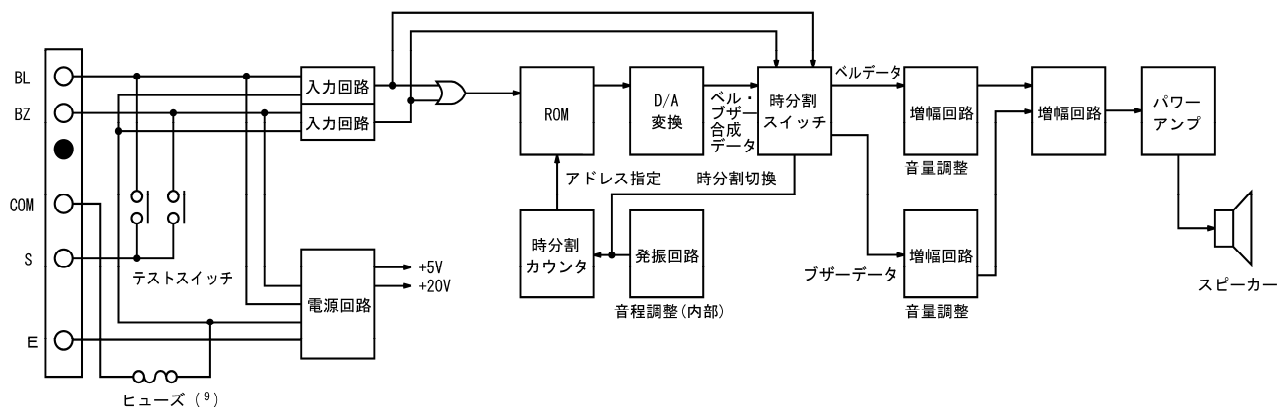 BL
BZ
COM
S
E
テストスイッチ
ヒューズ (⁹)
入力回路
入力回路
電源回路
+5V
+20V
ROM
アドレス指定
時分割
カウンタ
D/A
変換
ベル・
ブザー
合成
データ
時分割切換
発振回路
音程調整(内部)
時分割
スイッチ
ベルデータ
ブザーデータ
増幅回路
音量調整
増幅回路
音量調整
増幅回路
パワー
アンプ
スピーカー